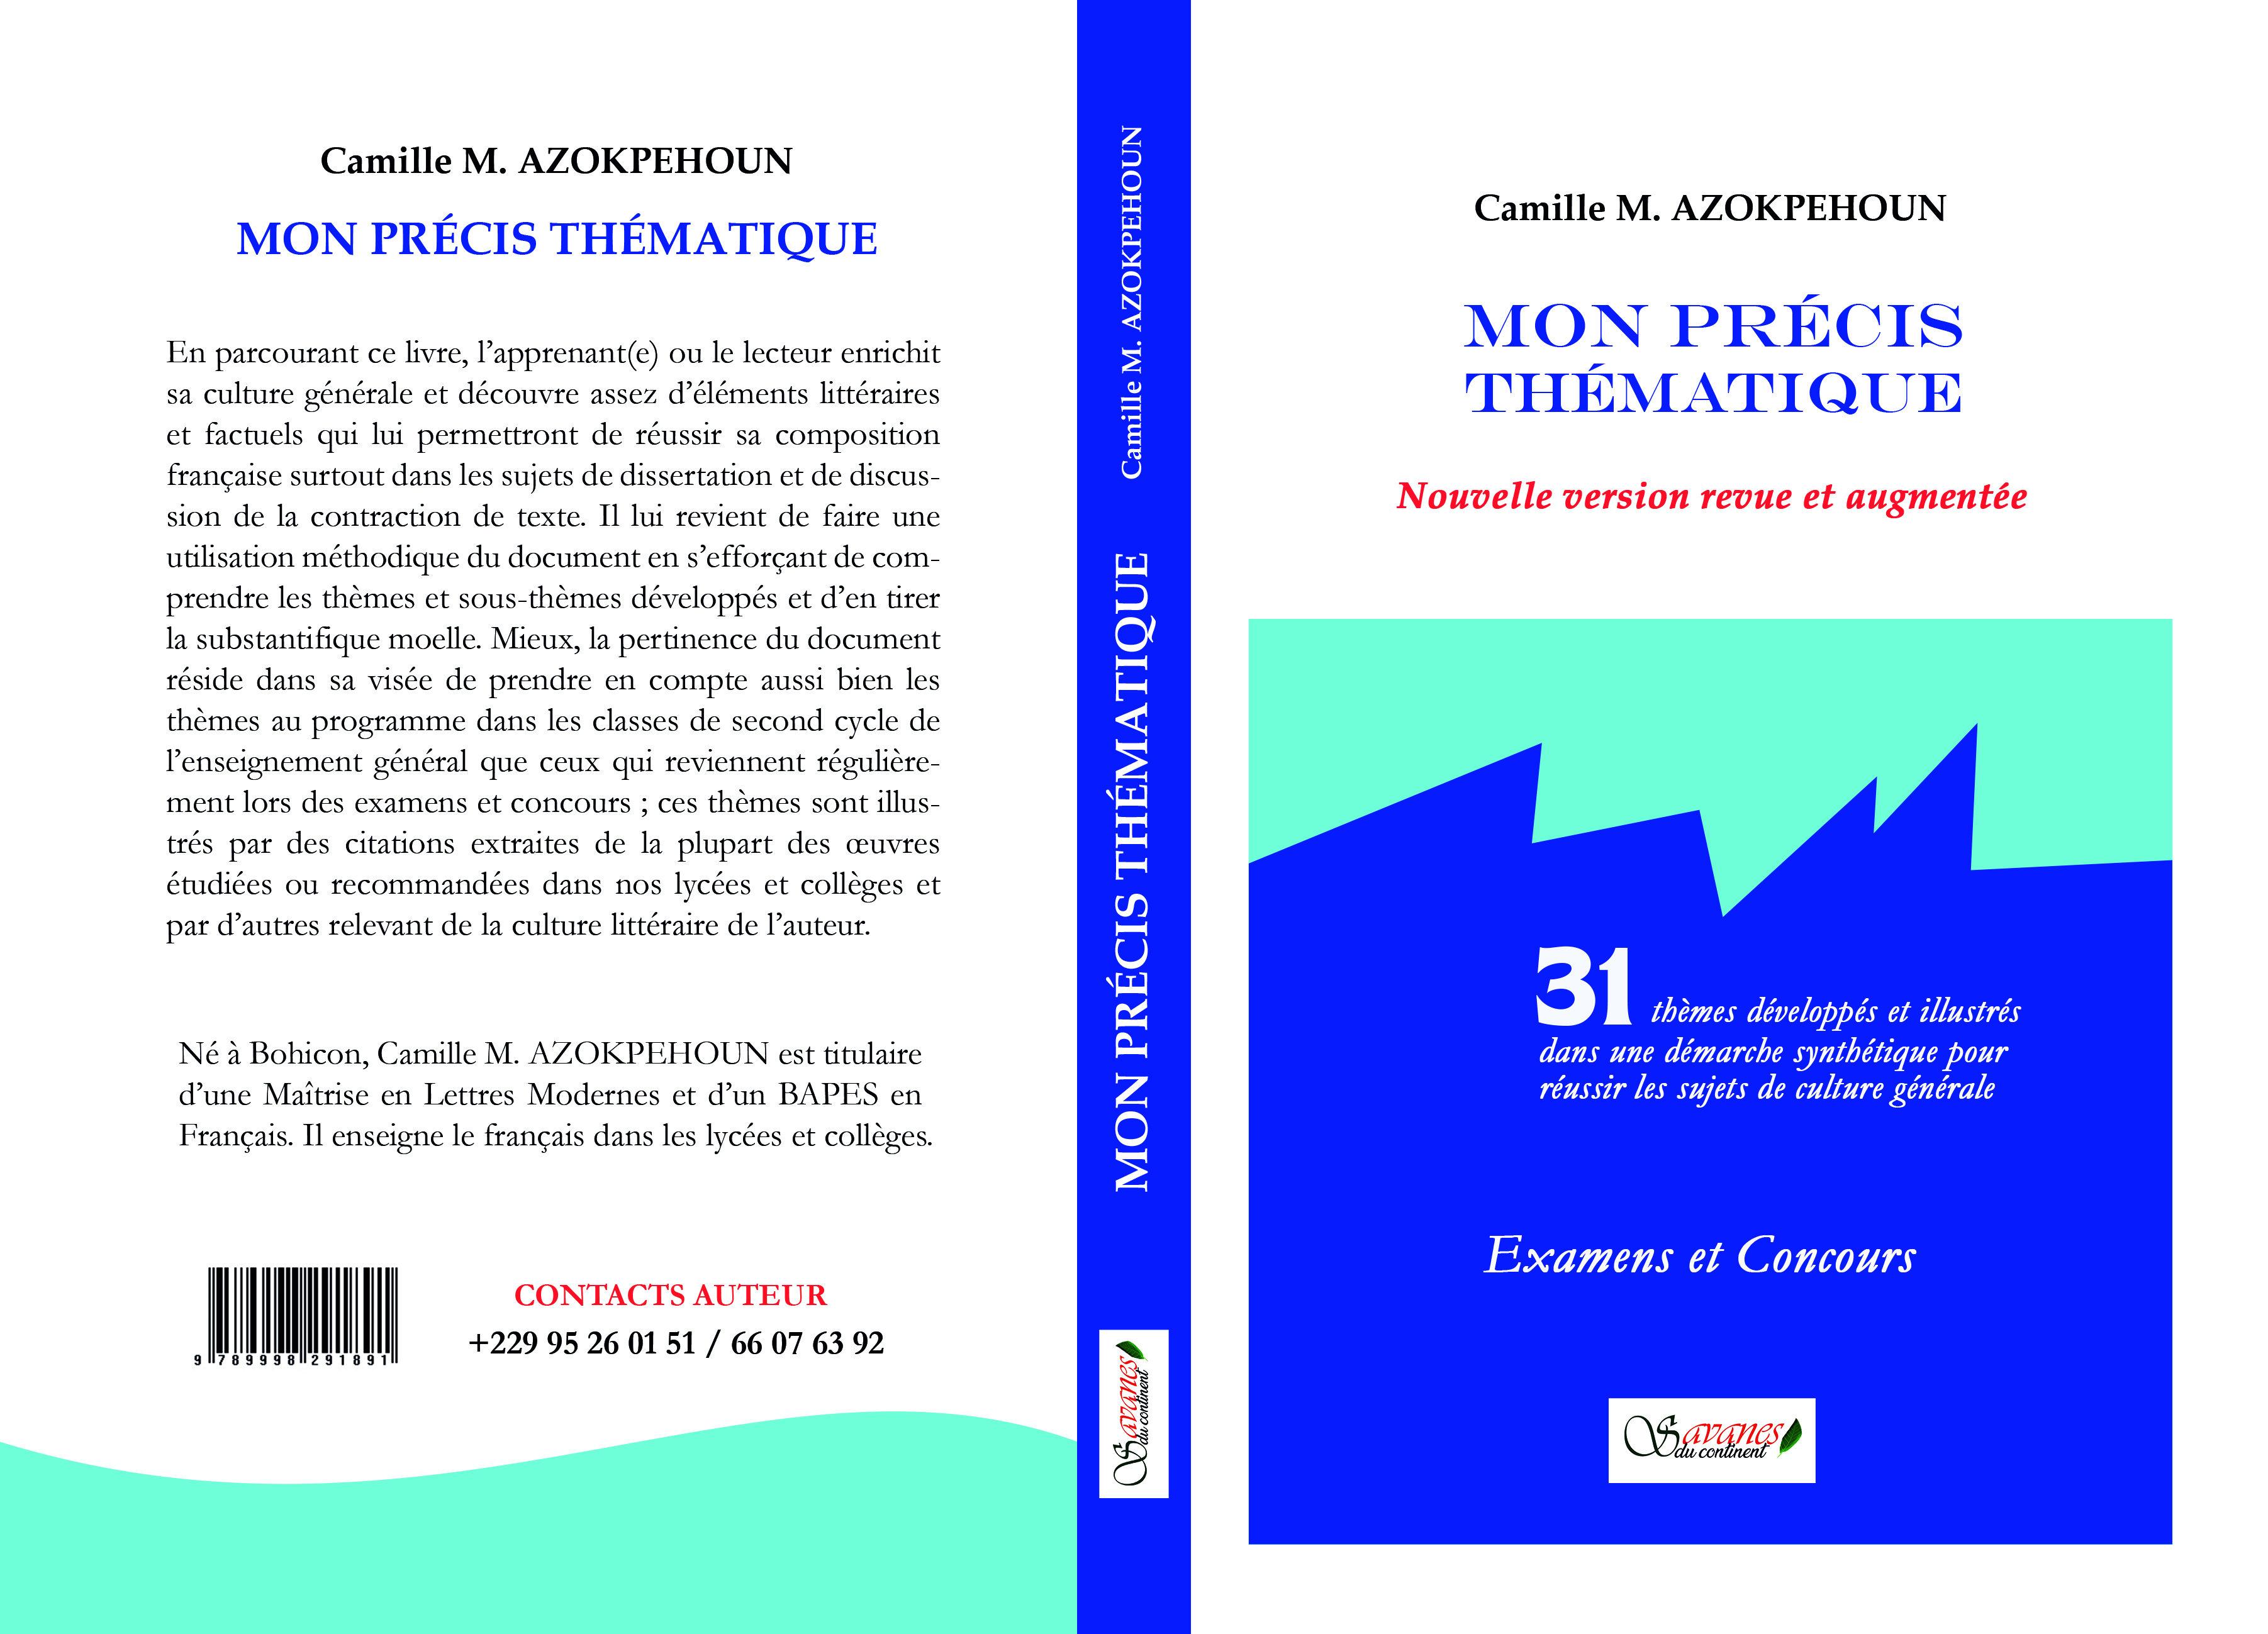 Camille M. AZOKPEHOUN
MON PRÉCIS THÉMATIQUE
En parcourant ce livre, l’apprenant(e) ou le lecteur enrichit
sa culture générale et découvre assez d’éléments littéraires
et factuels qui lui permettront de réussir sa composition
française surtout dans les sujets de dissertation et de discus-
sion de la contraction de texte. Il lui revient de faire une
utilisation méthodique du document en s’efforçant de com-
prendre les thèmes et sous-thèmes développés et d’en tirer
la substantifique moelle. Mieux, la pertinence du document
réside dans sa visée de prendre en compte aussi bien les
thèmes au programme dans les classes de second cycle de
l’enseignement général que ceux qui reviennent régulière-
ment lors des examens et concours ; ces thèmes sont illus-
trés par des citations extraites de la plupart des œuvres
étudiées ou recommandées dans nos lycées et collèges et
par d’autres relevant de la culture littéraire de l’auteur.
Né à Bohicon, Camille M. AZOKPEHOUN est titulaire
d’une Maîtrise en Lettres Modernes et d’un BAPES en
Français. Il enseigne le français dans les lycées et collèges.
9 789998 291891
CONTACTS AUTEUR
+229 95 26 01 51 / 66 07 63 92
Camille M. AZOKPEHOUN
MON PRÉCIS THÉMATIQUE
Savanes
du continent
Camille M. AZOKPEHOUN
MON PRÉCIS
THÉMATIQUE
Nouvelle version revue et augmentée
31 thèmes développés et illustrés
dans une démarche synthétique pour
réussir les sujets de culture générale
Examens et Concours
Savanes
du continent